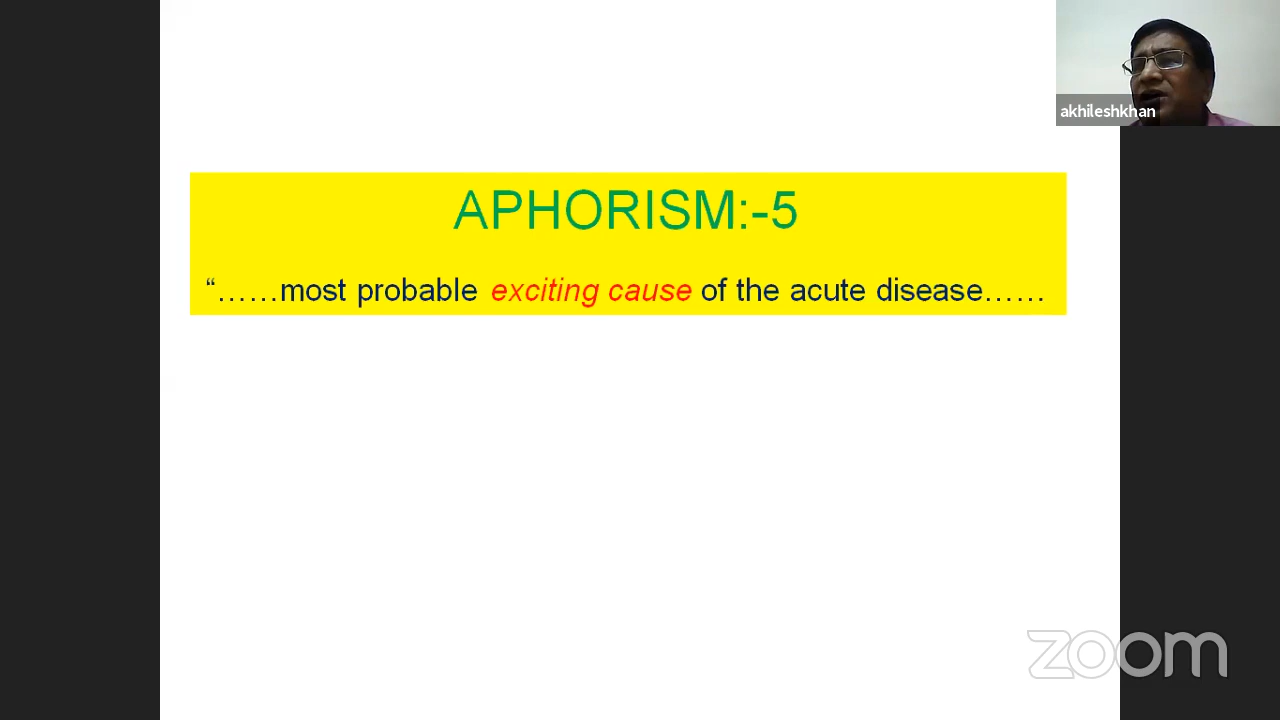 akhileshkhan
APHORISM:-5
“……most probable exciting cause of the acute disease……
zoom